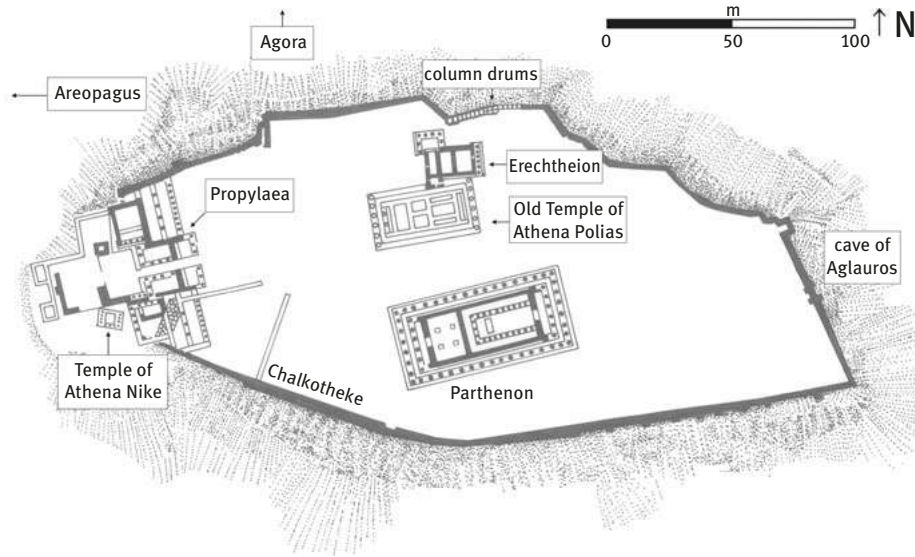 m
0 50 100
N
Agora
Areopagus
column drums
Erechtheion
Propylaea
Old Temple of
Athena Polias
cave of
Aglauros
Temple of
Athena Nike
Chalkotheke
Parthenon